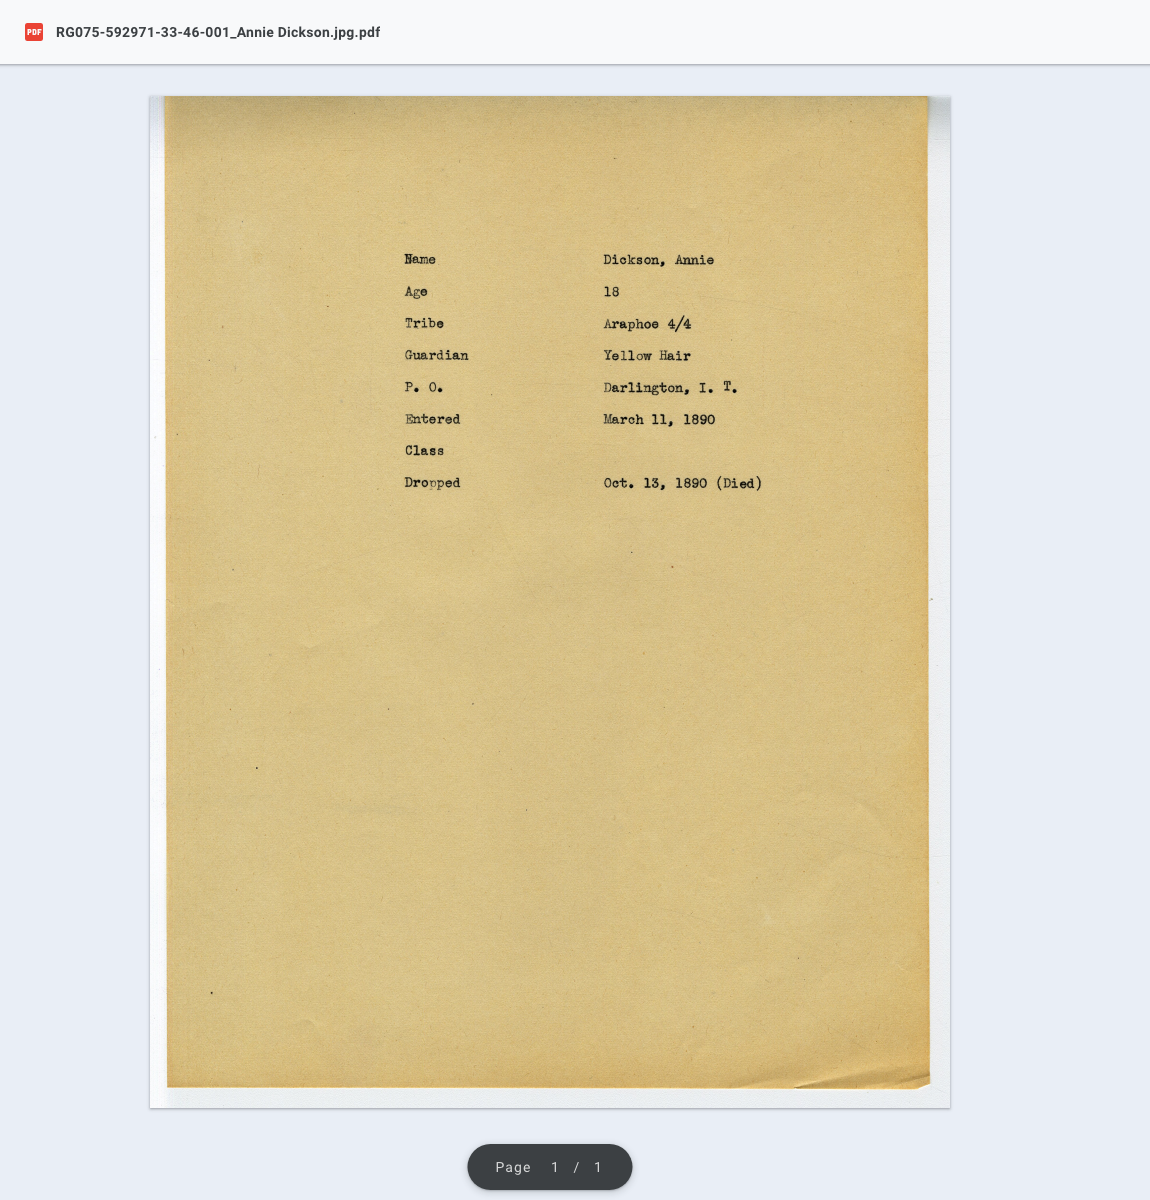 PDF RG075-592971-33-46-001_Annie Dickson.jpg.pdf
Name Dickson, Annie
Age 18
Tribe Araphoe 4/4
Guardian Yellow Hair
P. O. Darlington, I. T.
Entered March 11, 1890
Class
Dropped Oct. 13, 1890 (Died)
Page 1 / 1